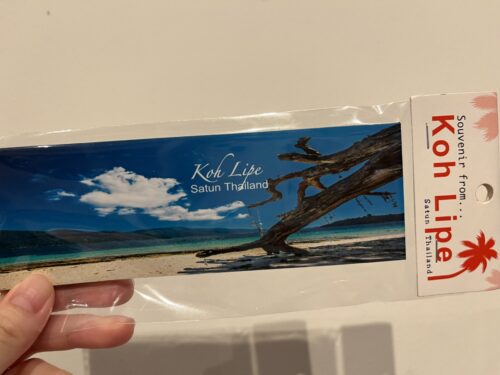 Koh Lipe
Satun Thailand
Souvenir from...
Koh Lipe
Satun Thailand